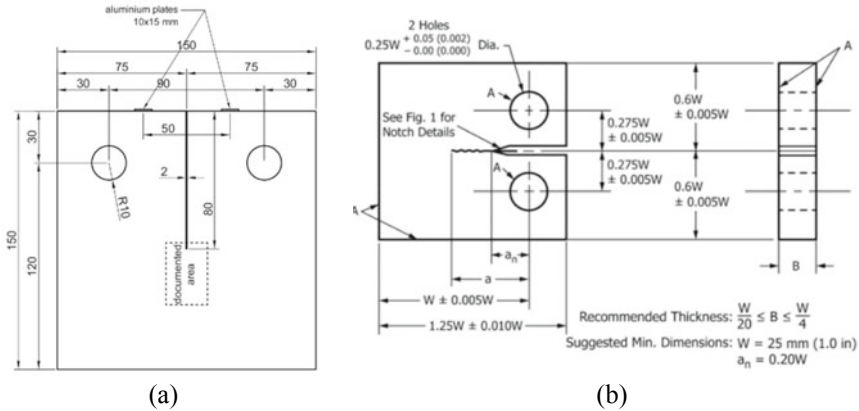 aluminium plates
10x15 mm
150
75
75
30
90
30
50
30
2
80
R10
150
120
documented
area
(a)
2 Holes
0.25W + 0.05 (0.002)
− 0.00 (0.000) Dia.
A
See Fig. 1 for
Notch Details
A
A
0.275W
± 0.005W
0.275W
± 0.005W
0.6W
± 0.005W
0.6W
± 0.005W
A
B
aₙ
a
W ± 0.005W
1.25W ± 0.010W
Recommended Thickness: W/20 ≤ B ≤ W/4
Suggested Min. Dimensions: W = 25 mm (1.0 in)
aₙ = 0.20W
(b)